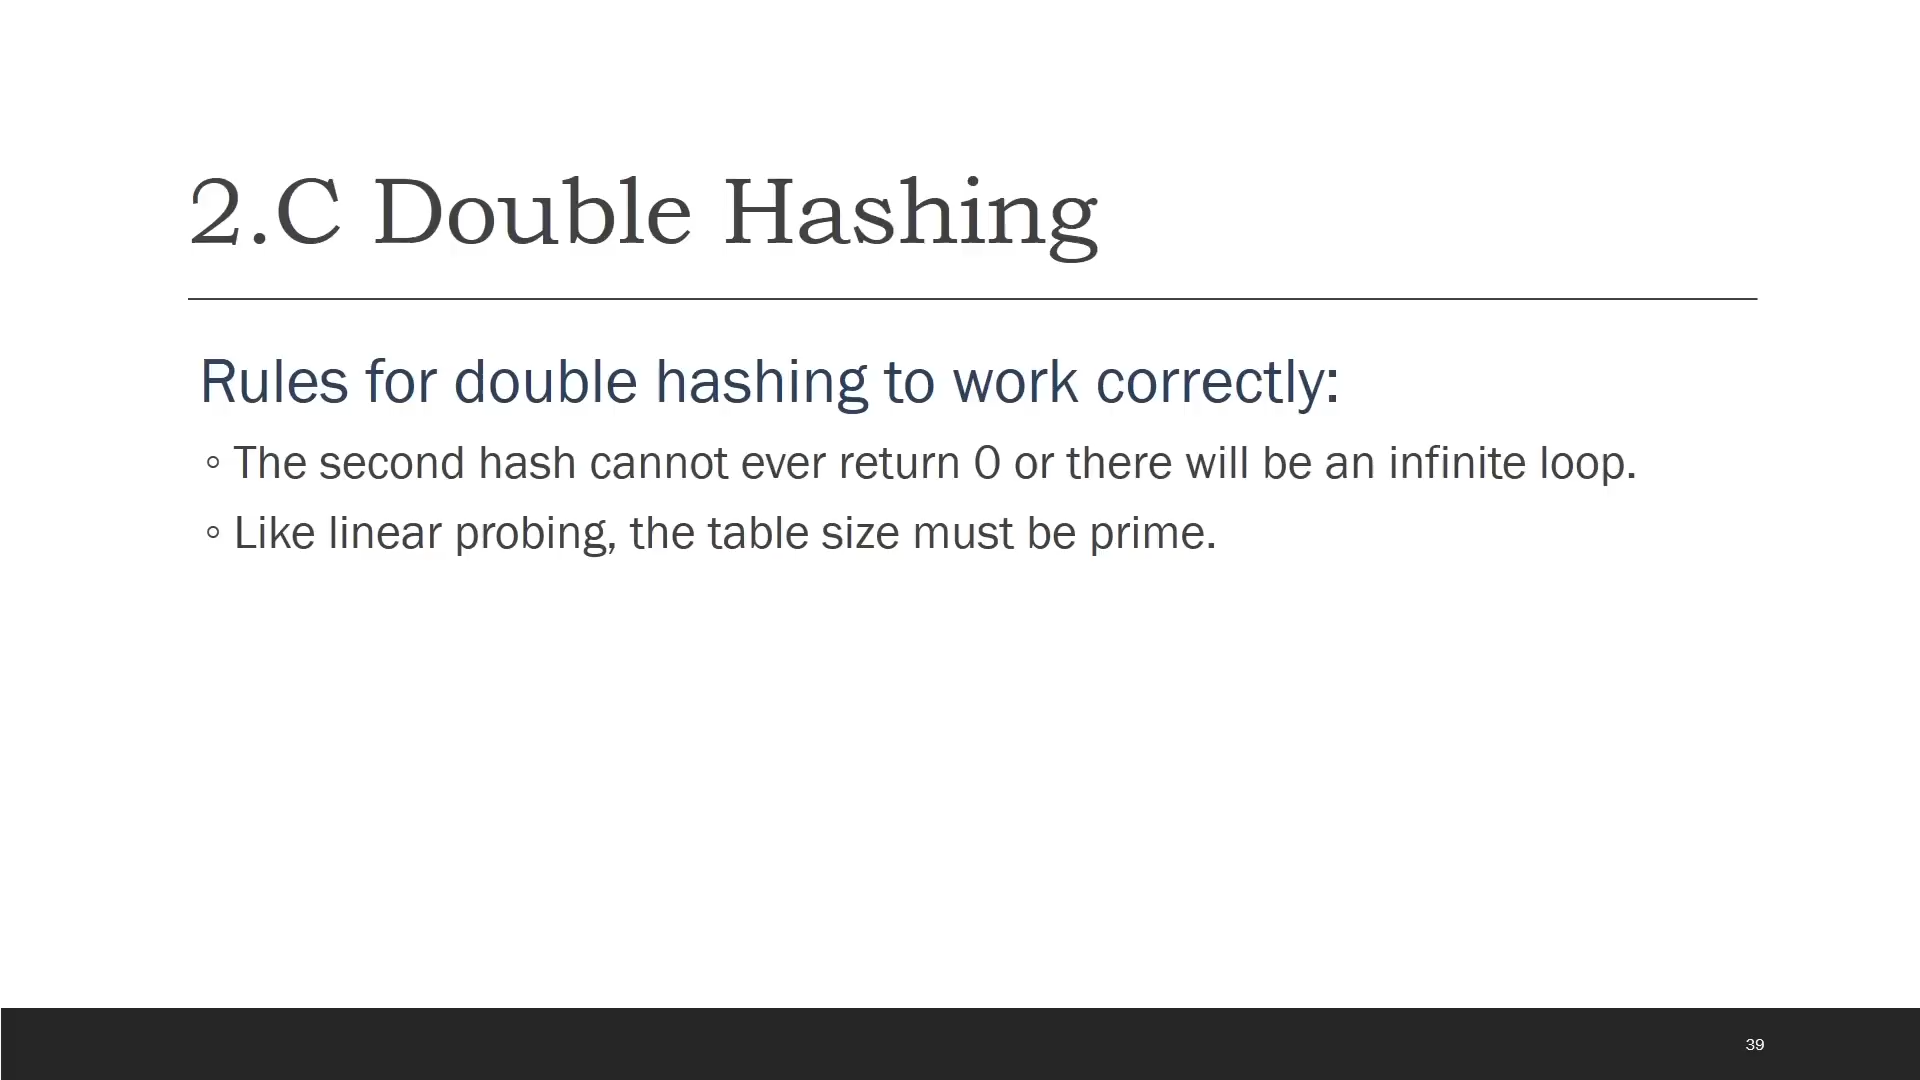 2.C Double Hashing
Rules for double hashing to work correctly:
◦ The second hash cannot ever return 0 or there will be an infinite loop.
◦ Like linear probing, the table size must be prime.
39